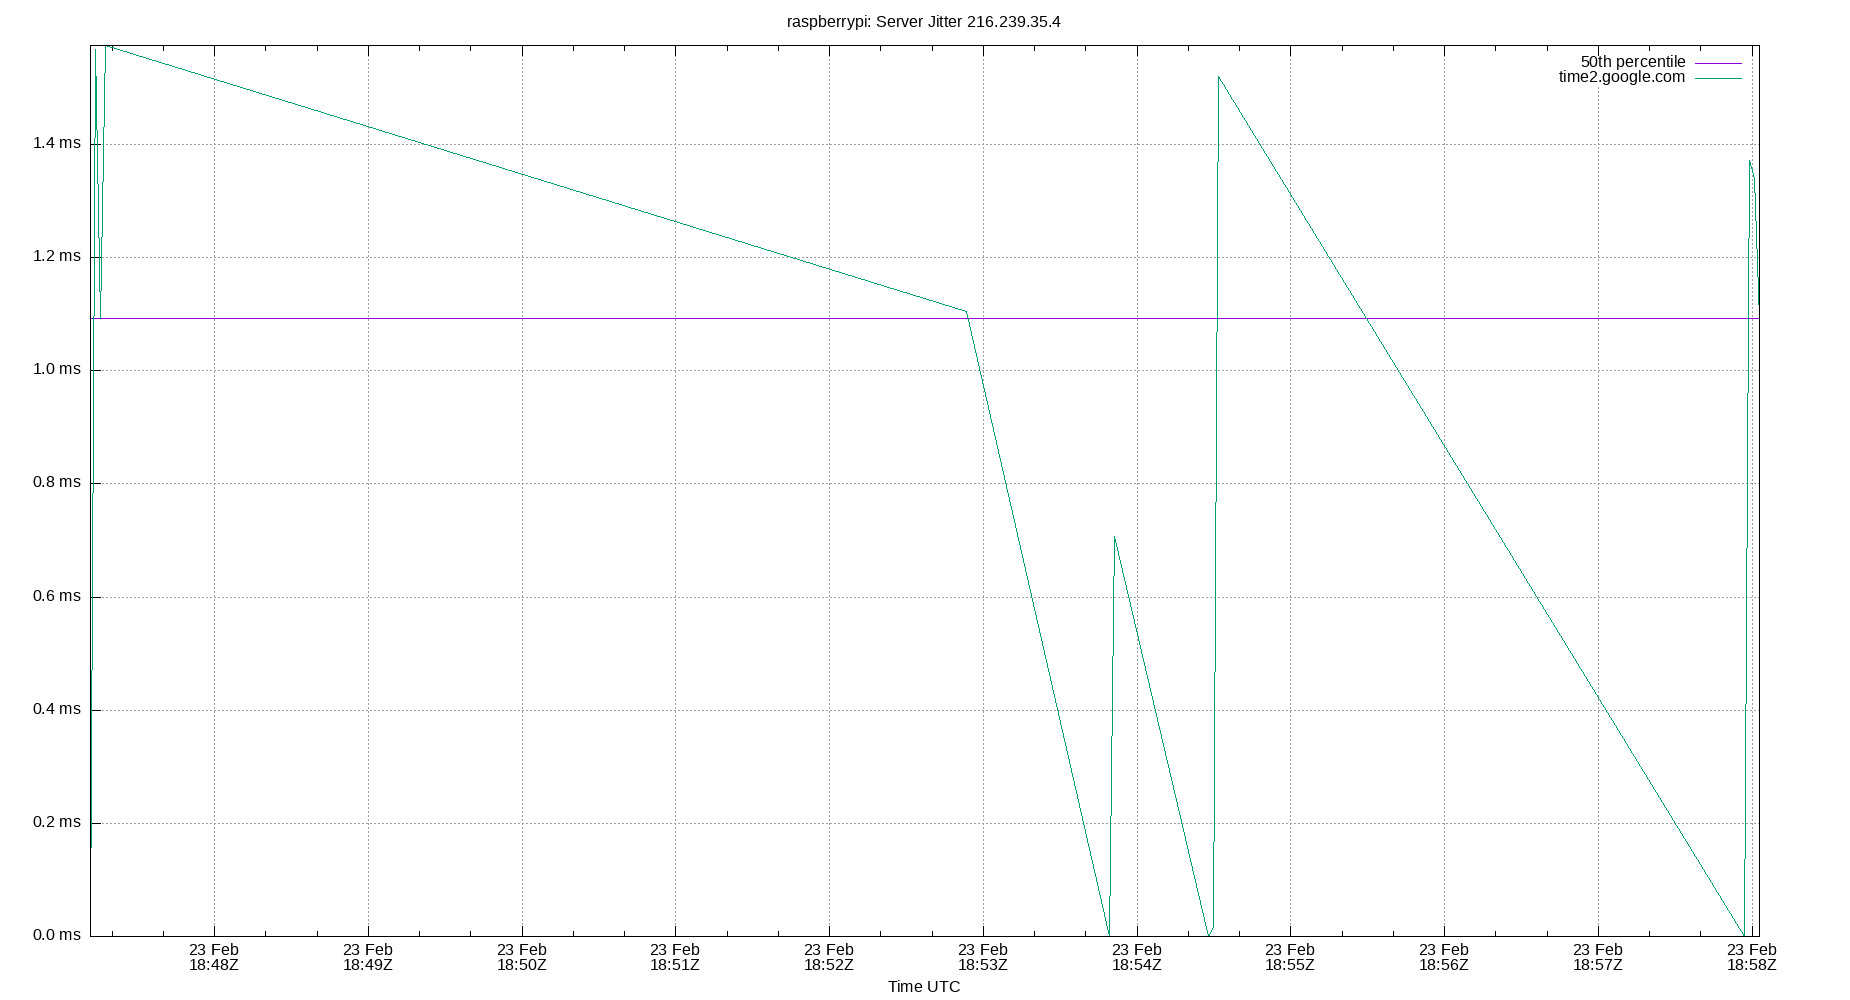 raspberrypi: Server Jitter 216.239.35.4
50th percentile
time2.google.com
1.4 ms
1.2 ms
1.0 ms
0.8 ms
0.6 ms
0.4 ms
0.2 ms
0.0 ms
23 Feb 23 Feb 23 Feb 23 Feb 23 Feb 23 Feb 23 Feb 23 Feb 23 Feb 23 Feb 23 Feb
18:48Z 18:49Z 18:50Z 18:51Z 18:52Z 18:53Z 18:54Z 18:55Z 18:56Z 18:57Z 18:58Z
Time UTC